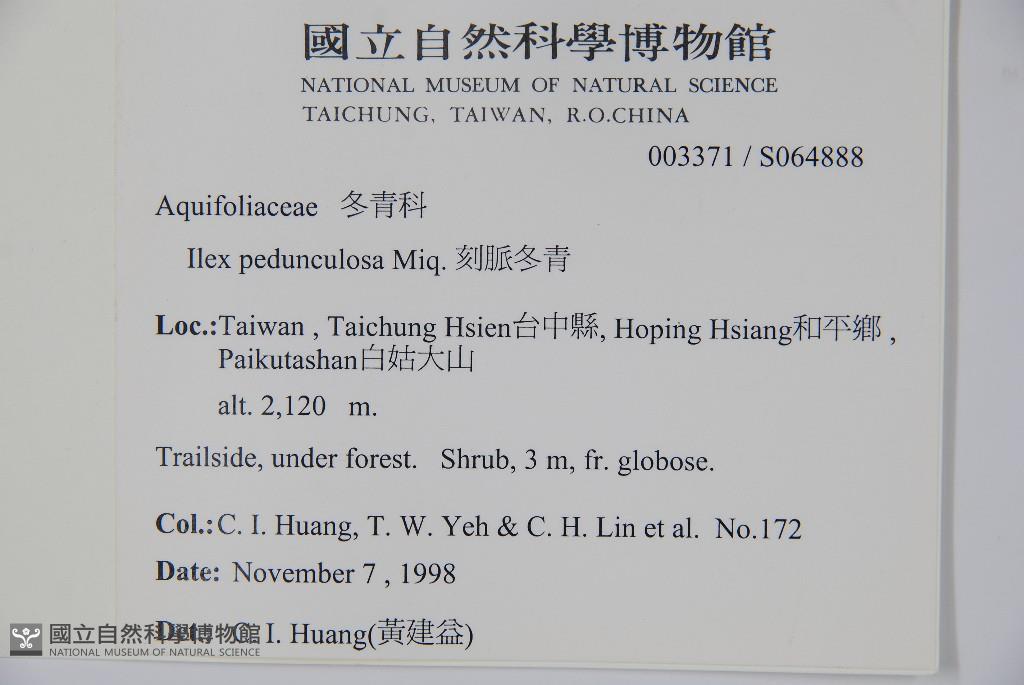 國立自然科學博物館
NATIONAL MUSEUM OF NATURAL SCIENCE
TAICHUNG, TAIWAN, R.O.CHINA
003371 / S064888
Aquifoliaceae 冬青科
Ilex pedunculosa Miq. 刻脈冬青
Loc.:Taiwan , Taichung Hsien台中縣, Hoping Hsiang和平鄉 ,
Paikutashan白姑大山
alt. 2,120 m.
Trailside, under forest. Shrub, 3 m, fr. globose.
Col.:C. I. Huang, T. W. Yeh & C. H. Lin et al. No.172
Date: November 7 , 1998
Det.: C. I. Huang(黃建益)
國立自然科學博物館
NATIONAL MUSEUM OF NATURAL SCIENCE